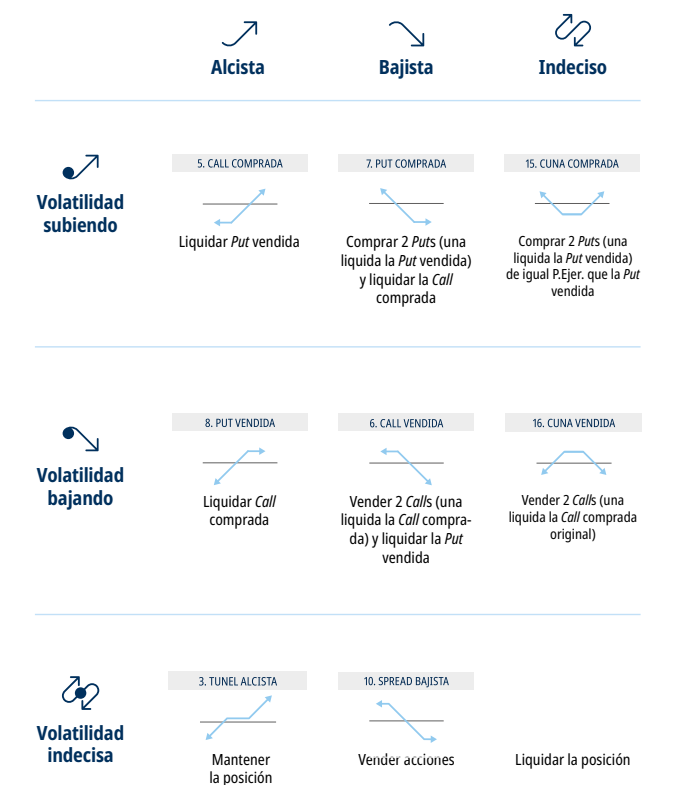 Alcista
Bajista
Indeciso
Volatilidad
subiendo
5. CALL COMPRADA
Liquidar Put vendida
7. PUT COMPRADA
Comprar 2 Puts (una
liquida la Put vendida)
y liquidar la Call
comprada
15. CUNA COMPRADA
Comprar 2 Puts (una
liquida la Put vendida)
de igual P.Ejer. que la Put
vendida
Volatilidad
bajando
8. PUT VENDIDA
Liquidar Call
comprada
6. CALL VENDIDA
Vender 2 Calls (una
liquida la Call compra-
da) y liquidar la Put
vendida
16. CUNA VENDIDA
Vender 2 Calls (una
liquida la Call comprada
original)
Volatilidad
indecisa
3. TUNEL ALCISTA
Mantener
la posición
10. SPREAD BAJISTA
Vender acciones
Liquidar la posición